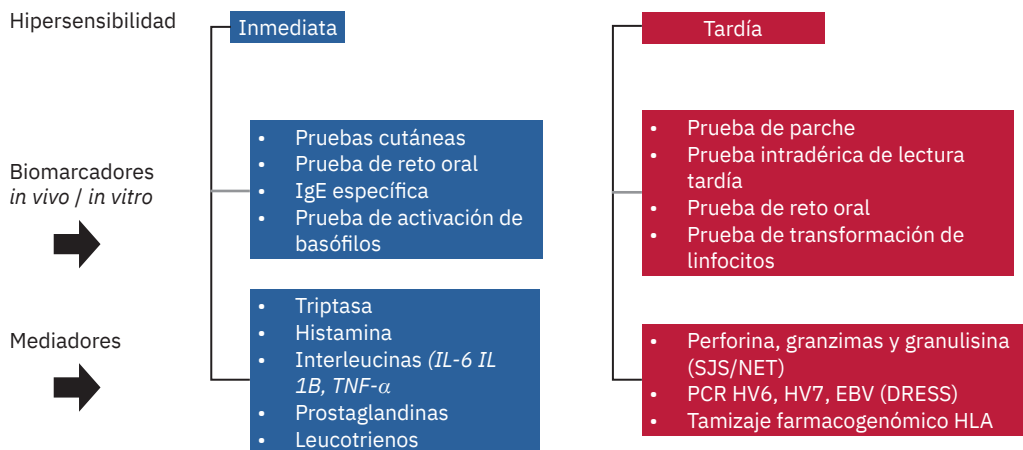 Hipersensibilidad
Inmediata
Tardía
Biomarcadores
in vivo / in vitro
• Pruebas cutáneas
• Prueba de reto oral
• IgE específica
• Prueba de activación de
basófilos
• Prueba de parche
• Prueba intradérica de lectura
tardía
• Prueba de reto oral
• Prueba de transformación de
linfocitos
Mediadores
• Triptasa
• Histamina
• Interleucinas (IL-6 IL
1B, TNF-α
• Prostaglandinas
• Leucotrienos
• Perforina, granzimas y granulisina
(SJS/NET)
• PCR HV6, HV7, EBV (DRESS)
• Tamizaje farmacogenómico HLA